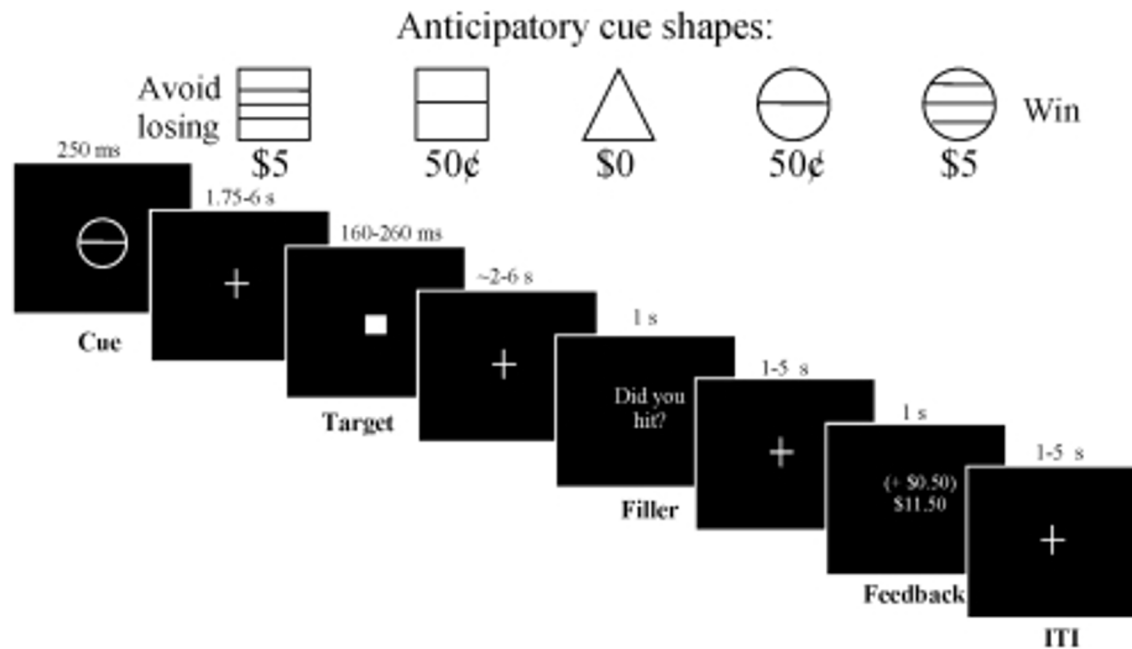 Anticipatory cue shapes:
Avoid
losing
$5
50¢
$0
50¢
$5
Win
250 ms
1.75-6 s
160-260 ms
~2-6 s
1 s
1-5 s
1 s
1-5 s
Did you
hit?
(+ $0.50)
$11.50
Cue
Target
Filler
Feedback
ITI